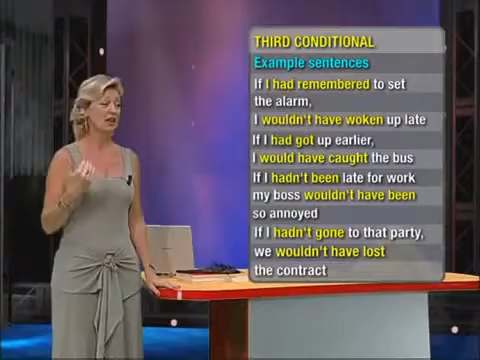 THIRD CONDITIONAL
Example sentences
If I had remembered to set
the alarm,
I wouldn't have woken up late
If I had got up earlier,
I would have caught the bus
If I hadn't been late for work
my boss wouldn't have been
so annoyed
If I hadn't gone to that party,
we wouldn't have lost
the contract